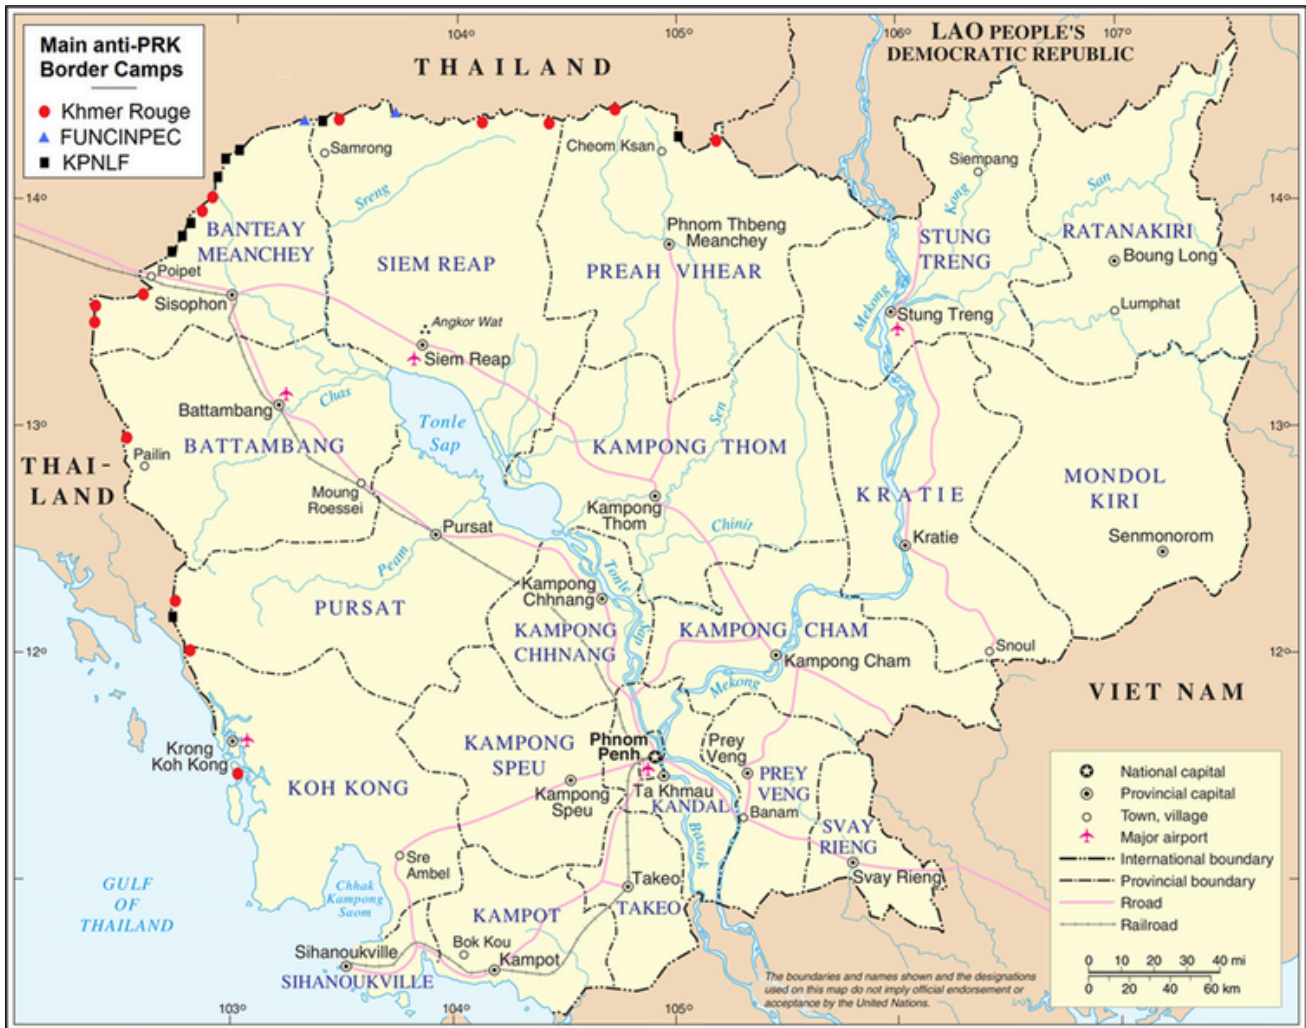 Main anti-PRK
Border Camps
Khmer Rouge
FUNCINPEC
KPNLF
104°
105°
106°
107°
THAILAND
LAO PEOPLE'S
DEMOCRATIC REPUBLIC
Samrong
Cheom Ksan
Siempang
14°
14°
Sreng
Kong
San
BANTEAY
MEANCHEY
Phnom Thbeng
Meanchey
STUNG
TRENG
RATANAKIRI
Boung Long
SIEM REAP
PREAH VIHEAR
Poipet
Sisophon
Mekong
Lumphat
Angkor Wat
Stung Treng
Siem Reap
Chas
Battambang
Tonle
Sap
Sen
13°
13°
BATTAMBANG
KAMPONG THOM
Pailin
THAI-
LAND
MONDOL
KIRI
Moung
Roessei
KRATIE
Kampong
Thom
Pursat
Chinit
Kratie
Senmonorom
Peam
Kampong
Chhnang
Tonle
Sap
PURSAT
KAMPONG
CHHNANG
KAMPONG CHAM
Snoul
12°
12°
Kampong Cham
Mekong
VIET NAM
Krong
Koh Kong
KAMPONG
SPEU
Phnom
Penh
Prey
Veng
KOH KONG
Kampong
Speu
Ta Khmau
KANDAL
PREY
VENG
Banam
Bassak
SVAY
RIENG
Svay Rieng
Sre
Ambel
GULF
OF
THAILAND
Chhak
Kampong
Saom
Takeo
TAKEO
KAMPOT
Bok Kou
Kampot
Sihanoukville
SIHANOUKVILLE
National capital
Provincial capital
Town, village
Major airport
International boundary
Provincial boundary
Rroad
Railroad
0 10 20 30 40 mi
0 20 40 60 km
The boundaries and names shown and the designations
used on this map do not imply official endorsement or
acceptance by the United Nations.
103°
104°
105°